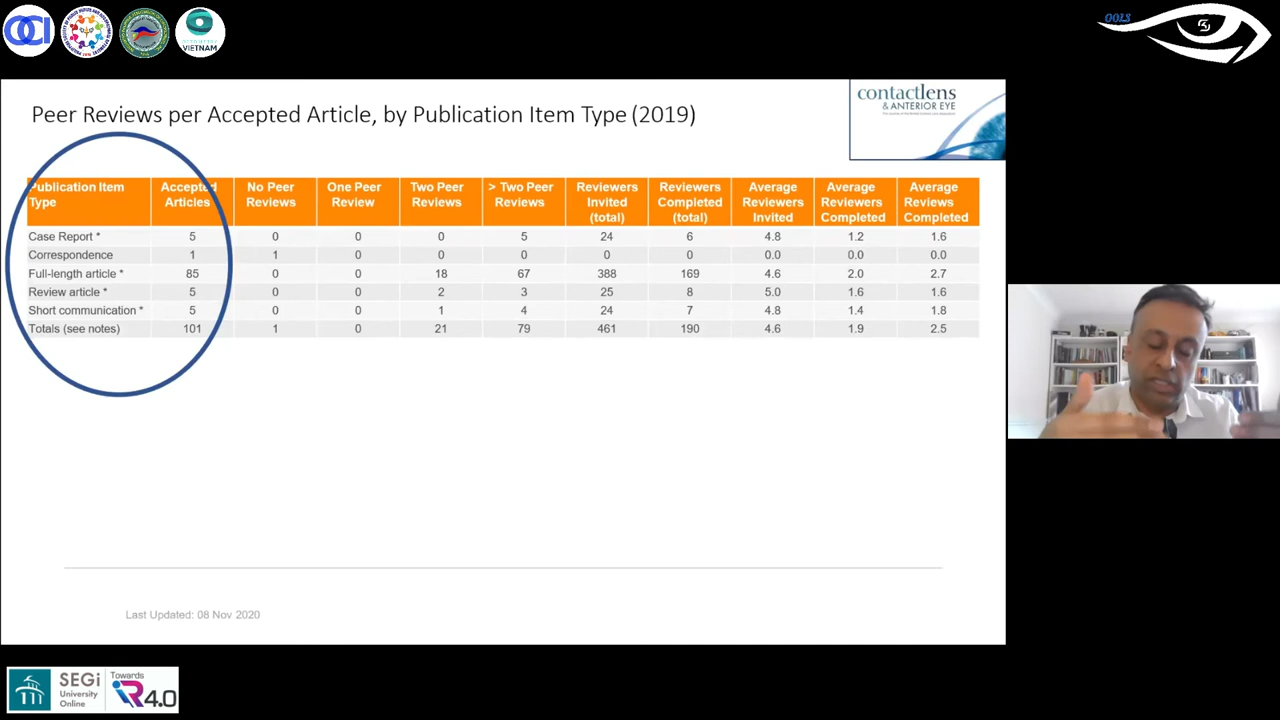 OCI
VIETNAM
OOLS
Peer Reviews per Accepted Article, by Publication Item Type (2019)
contactlens
& ANTERIOR EYE
Publication Item Type | Accepted Articles | No Peer Reviews | One Peer Review | Two Peer Reviews | > Two Peer Reviews | Reviewers Invited (total) | Reviewers Completed (total) | Average Reviewers Invited | Average Reviewers Completed | Average Reviews Completed
Case Report * 5 0 0 0 5 24 6 4.8 1.2 1.6
Correspondence 1 1 0 0 0 0 0 0.0 0.0 0.0
Full-length article * 85 0 0 18 67 388 169 4.6 2.0 2.7
Review article * 5 0 0 2 3 25 8 5.0 1.6 1.6
Short communication * 5 0 0 1 4 24 7 4.8 1.4 1.8
Totals (see notes) 101 1 0 21 79 461 190 4.6 1.9 2.5
Last Updated: 08 Nov 2020
SEGi
University
Online
Towards
iR4.0